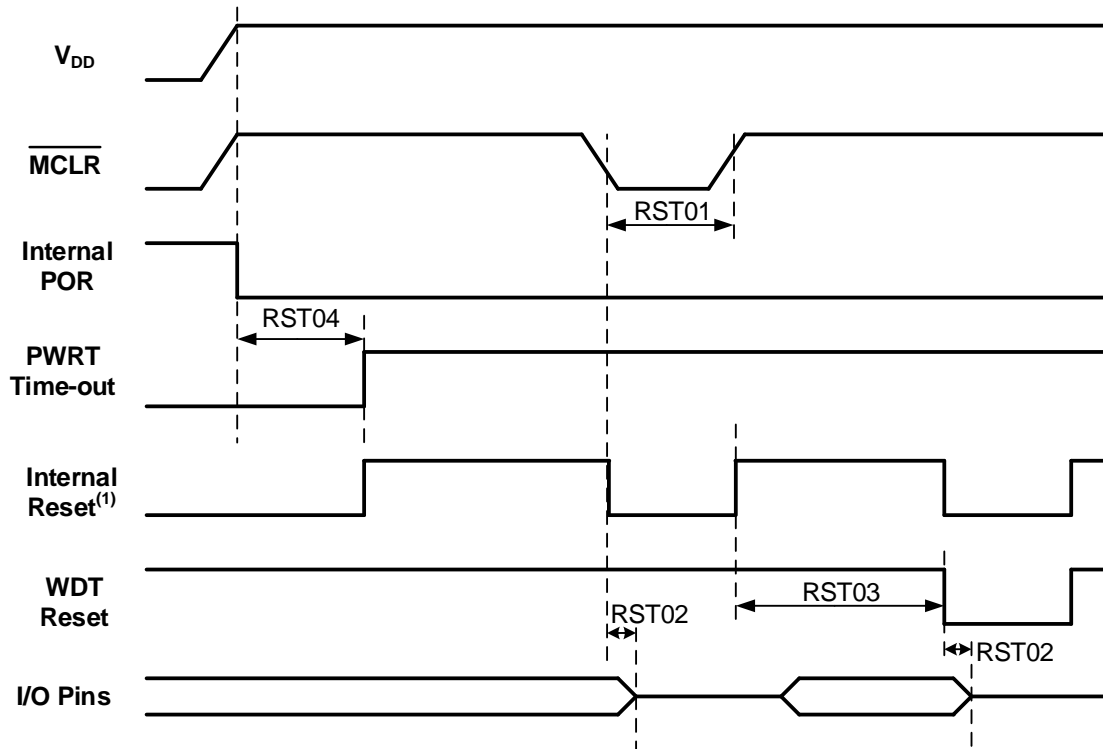 VDD
MCLR
RST01
Internal
POR
RST04
PWRT
Time-out
Internal
Reset(1)
WDT
Reset
RST03
RST02
RST02
I/O Pins